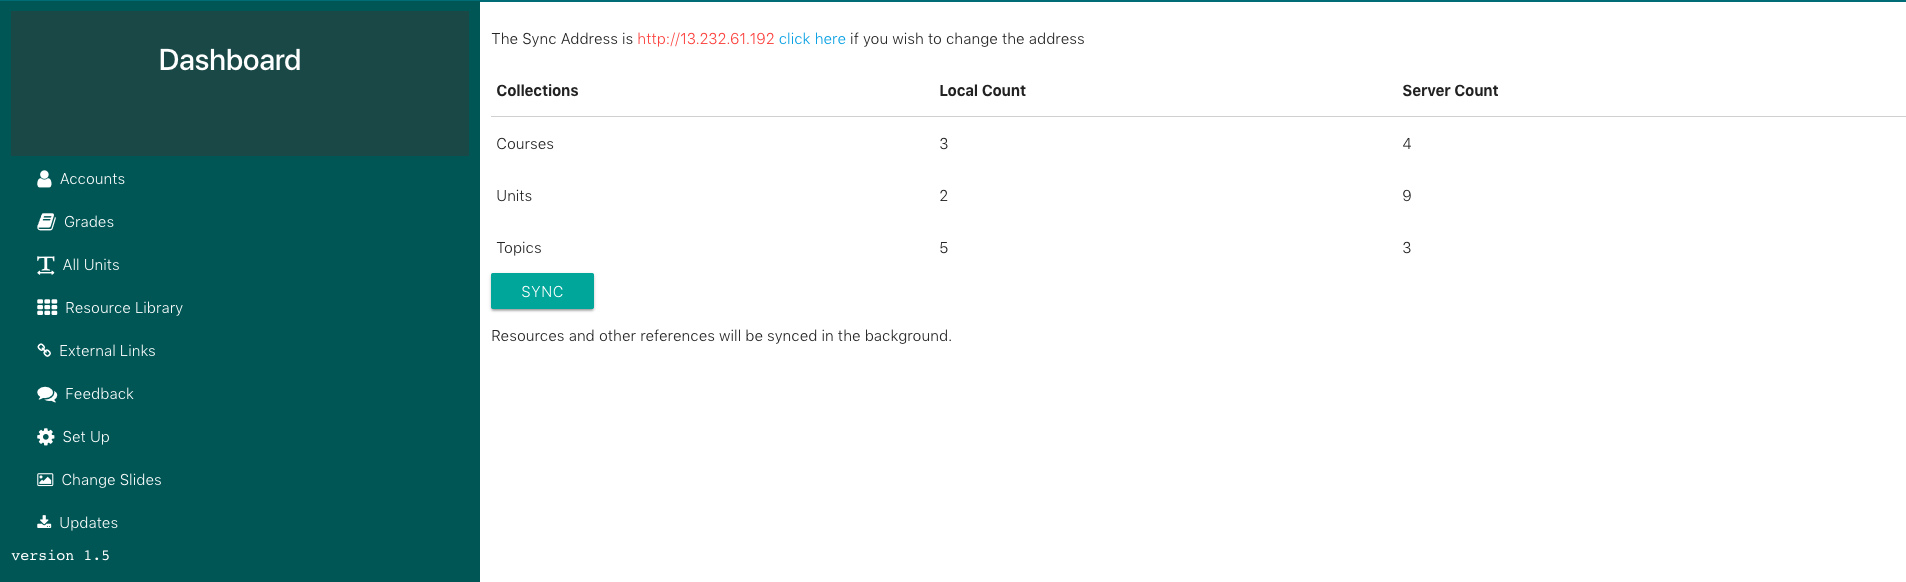 Dashboard
Accounts
Grades
All Units
Resource Library
External Links
Feedback
Set Up
Change Slides
Updates
version 1.5
The Sync Address is http://13.232.61.192 click here if you wish to change the address
Collections Local Count Server Count
Courses 3 4
Units 2 9
Topics 5 3
SYNC
Resources and other references will be synced in the background.